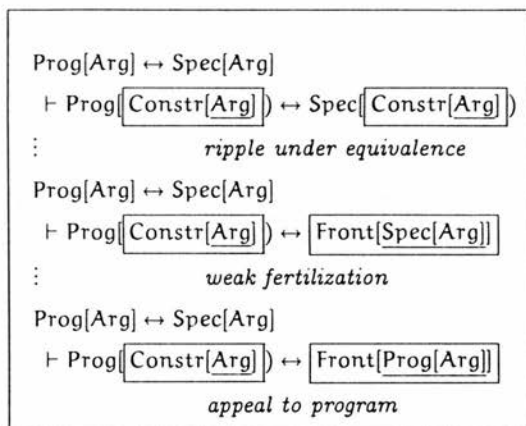 Prog[Arg] ↔ Spec[Arg]
⊢ Prog[Constr[Arg]) ↔ Spec[Constr[Arg])
⋮ ripple under equivalence
Prog[Arg] ↔ Spec[Arg]
⊢ Prog[Constr[Arg]) ↔ Front[Spec[Arg]]
⋮ weak fertilization
Prog[Arg] ↔ Spec[Arg]
⊢ Prog[Constr[Arg]) ↔ Front[Prog[Arg]]
appeal to program